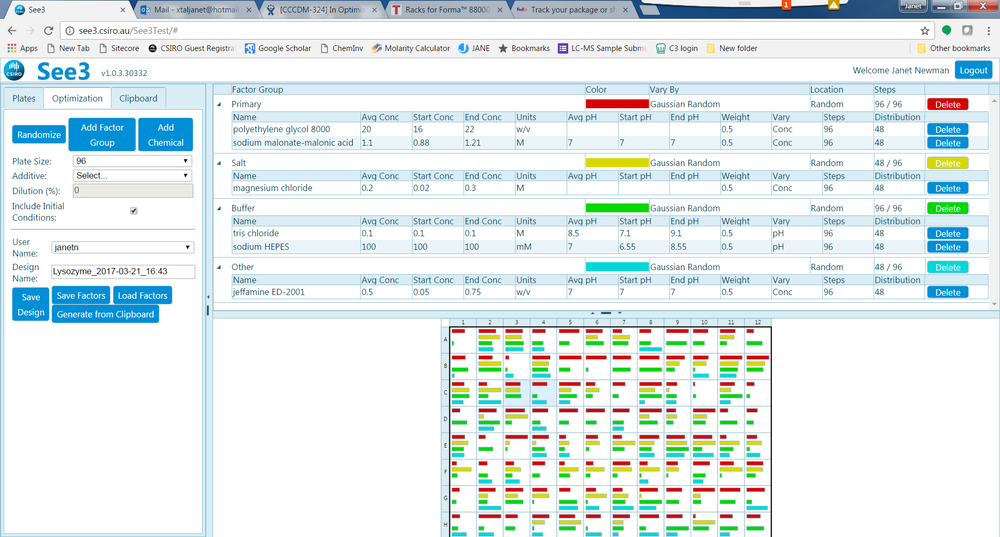 See3
Mail - xtaljanet@hotmail
[CCCDM-324] In Optimis
Racks for Forma™ 88000
FedEx Track your package or sh
1
Janet
see3.csiro.au/See3Test/#
Apps
New Tab
Sitecore
CSIRO Guest Registrat
Google Scholar
ChemInv
Molarity Calculator
JANE
Bookmarks
LC-MS Sample Submi
C3 login
New folder
Other bookmarks
CSIRO
See3 v1.0.3.30332
Welcome Janet Newman Logout
Plates Optimization Clipboard
Randomize
Add Factor Group
Add Chemical
Plate Size: 96
Additive: Select...
Dilution (%): 0
Include Initial Conditions:
User Name: janetn
Design Name: Lysozyme_2017-03-21_16:43
Save Design
Save Factors
Load Factors
Generate from Clipboard
Factor Group Color Vary By Location Steps
Primary Gaussian Random Random 96 / 96 Delete
Name Avg Conc Start Conc End Conc Units Avg pH Start pH End pH Weight Vary Steps Distribution
polyethylene glycol 8000 20 16 22 w/v 0.5 Conc 96 48 Delete
sodium malonate-malonic acid 1.1 0.88 1.21 M 7 7 7 0.5 Conc 96 48 Delete
Salt Gaussian Random Random 48 / 96 Delete
Name Avg Conc Start Conc End Conc Units Avg pH Start pH End pH Weight Vary Steps Distribution
magnesium chloride 0.2 0.02 0.3 M 0.5 Conc 96 48 Delete
Buffer Gaussian Random Random 96 / 96 Delete
Name Avg Conc Start Conc End Conc Units Avg pH Start pH End pH Weight Vary Steps Distribution
tris chloride 0.1 0.1 0.1 M 8.5 7.1 9.1 0.5 pH 96 48 Delete
sodium HEPES 100 100 100 mM 7 6.55 8.55 0.5 pH 96 48 Delete
Other Gaussian Random Random 48 / 96 Delete
Name Avg Conc Start Conc End Conc Units Avg pH Start pH End pH Weight Vary Steps Distribution
jeffamine ED-2001 0.5 0.05 0.75 w/v 7 7 7 0.5 Conc 96 48 Delete
1 2 3 4 5 6 7 8 9 10 11 12
A
B
C
D
E
F
G
H